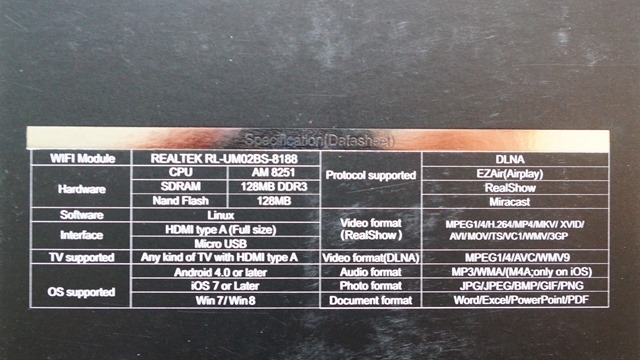 Specification(Datasheet)
WIFI Module REALTEK RL-UM02BS-8188
Hardware CPU AM 8251
SDRAM 128MB DDR3
Nand Flash 128MB
Software Linux
Interface HDMI type A (Full size)
Micro USB
TV supported Any kind of TV with HDMI type A
OS supported Android 4.0 or later
iOS 7 or Later
Win 7/ Win 8
Protocol supported DLNA
EZAir(Airplay)
RealShow
Miracast
Video format (RealShow ) MPEG1/4/H.264/MP4/MKV/ XVID/
AVI/MOV/TS/VC1/WMV/3GP
Video format(DLNA) MPEG1/4/AVC/WMV9
Audio format MP3/WMA/(M4A;only on iOS)
Photo format JPG/JPEG/BMP/GIF/PNG
Document format Word/Excel/PowerPoint/PDF